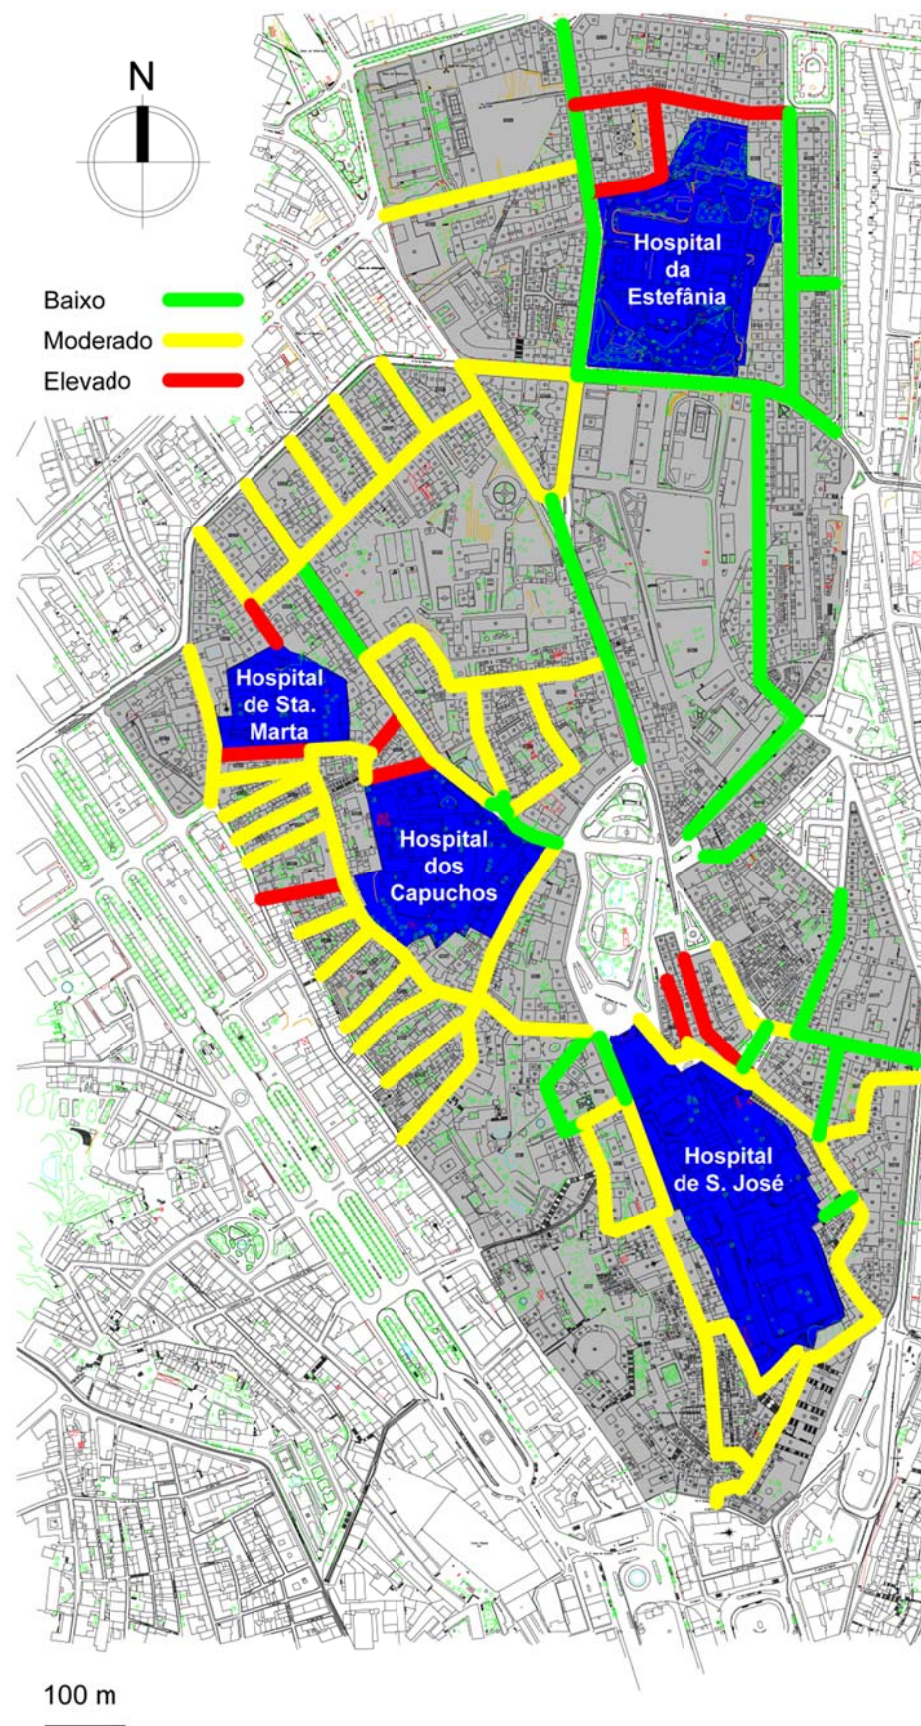 N
Baixo
Moderado
Elevado
Hospital
da
Estefânia
Hospital
de Sta.
Marta
Hospital
dos
Capuchos
Hospital
de S. José
100 m